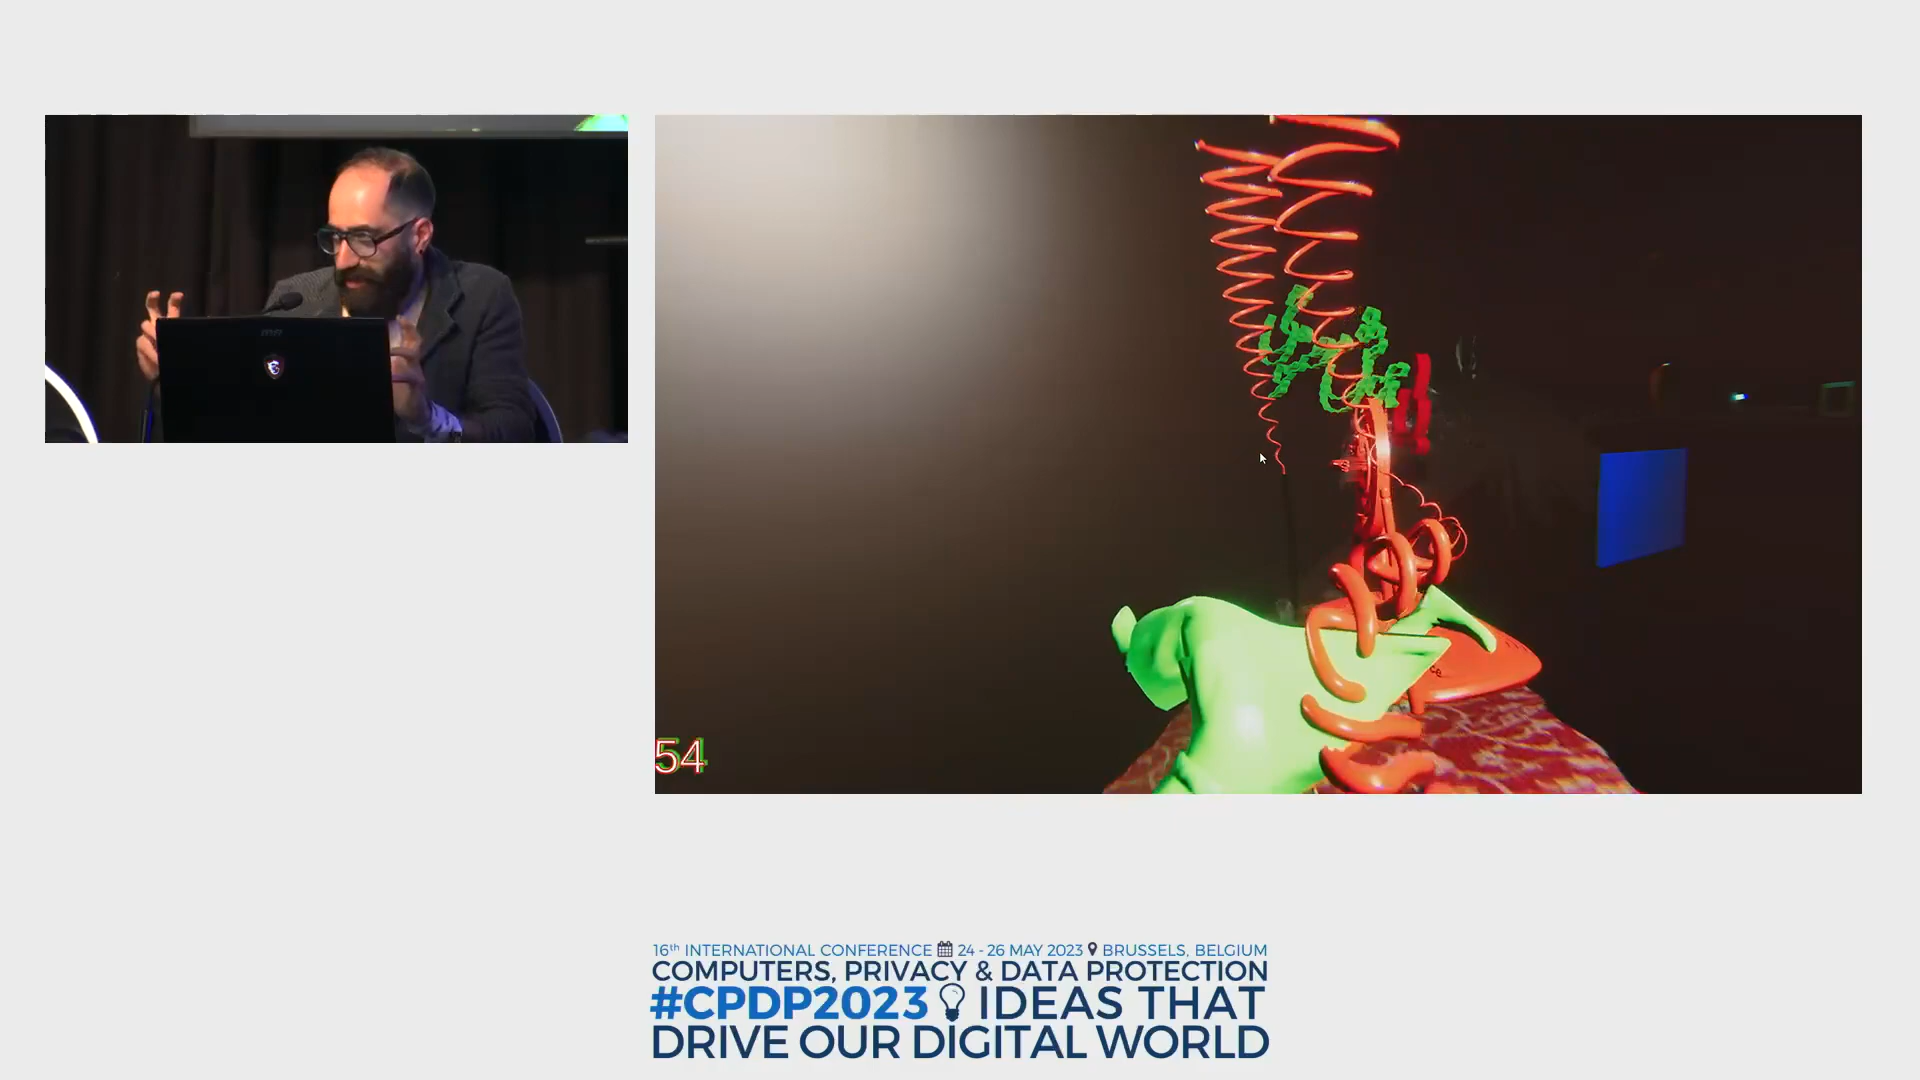 54
16th INTERNATIONAL CONFERENCE 24 - 26 MAY 2023 BRUSSELS, BELGIUM
COMPUTERS, PRIVACY & DATA PROTECTION
#CPDP2023 IDEAS THAT
DRIVE OUR DIGITAL WORLD